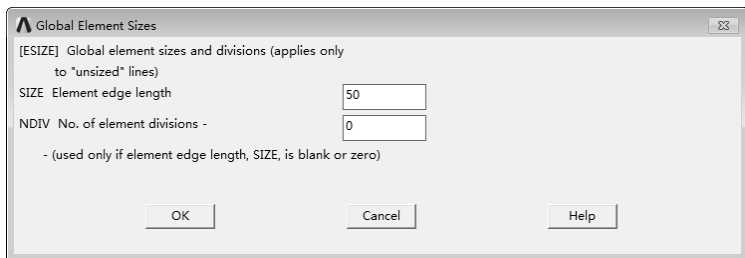 Global Element Sizes
[ESIZE] Global element sizes and divisions (applies only
to "unsized" lines)
SIZE Element edge length 50
NDIV No. of element divisions - 0
- (used only if element edge length, SIZE, is blank or zero)
OK Cancel Help